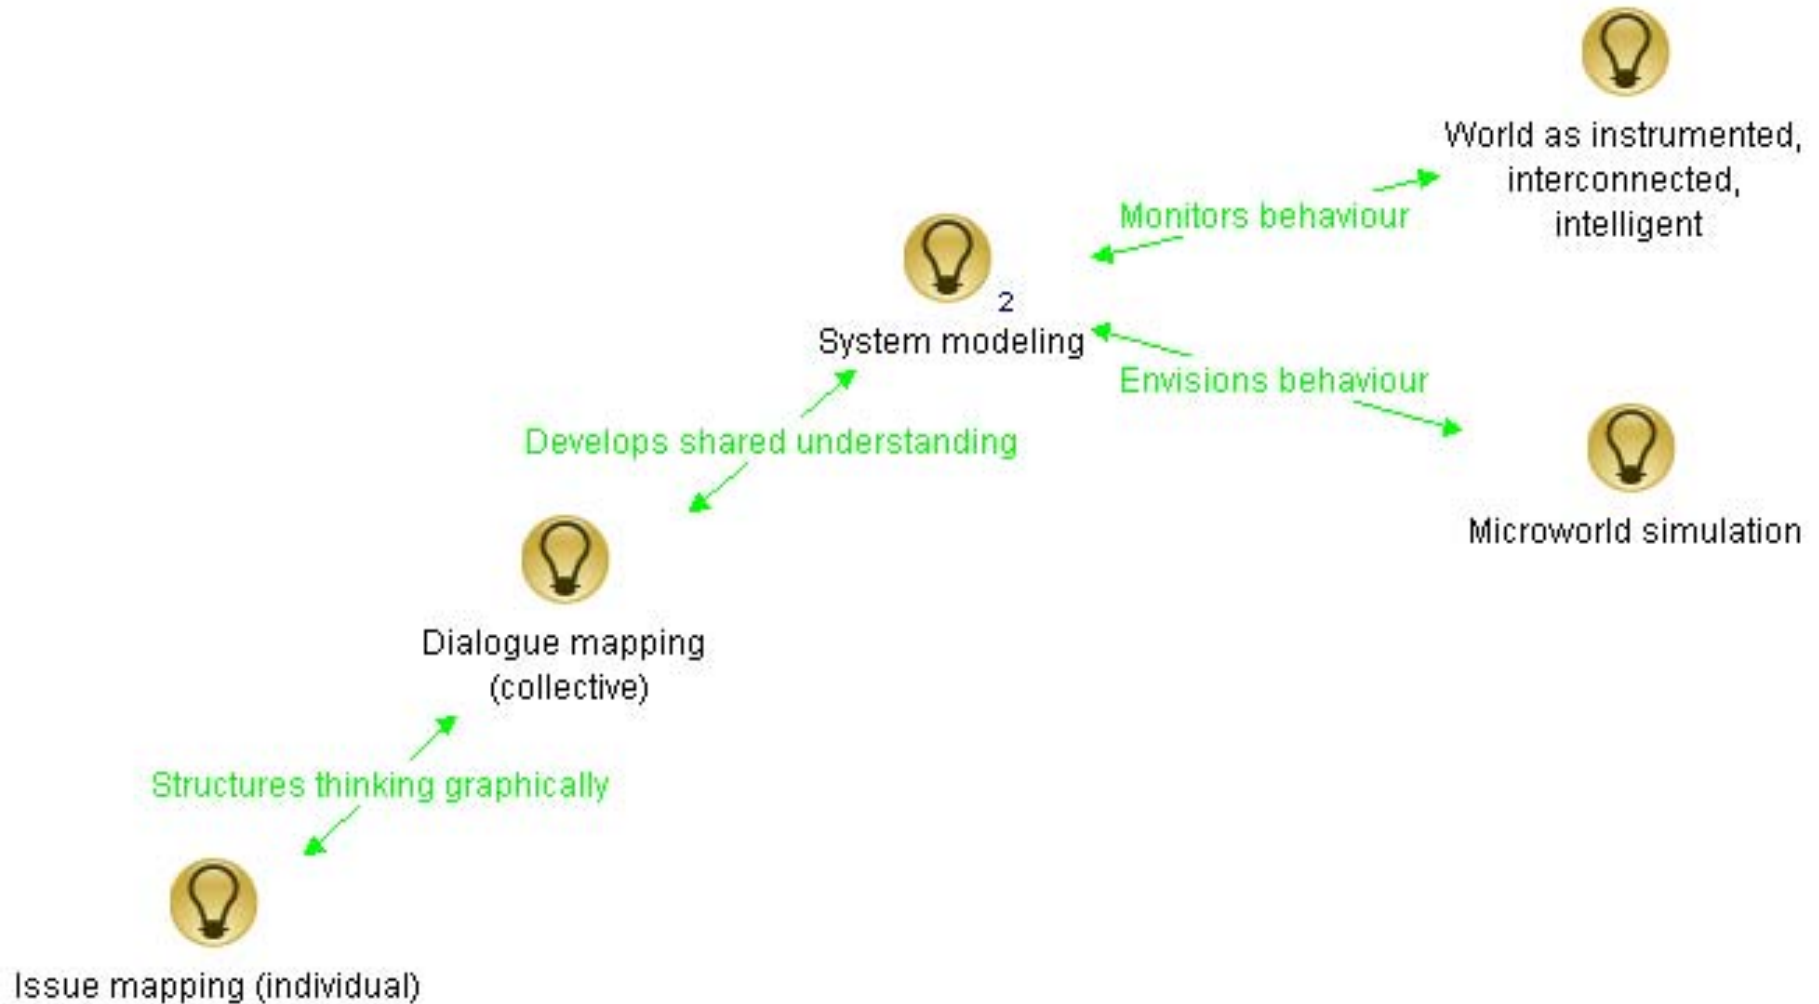 World as instrumented,
interconnected,
intelligent
Monitors behaviour
2
System modeling
Envisions behaviour
Develops shared understanding
Microworld simulation
Dialogue mapping
(collective)
Structures thinking graphically
Issue mapping (individual)